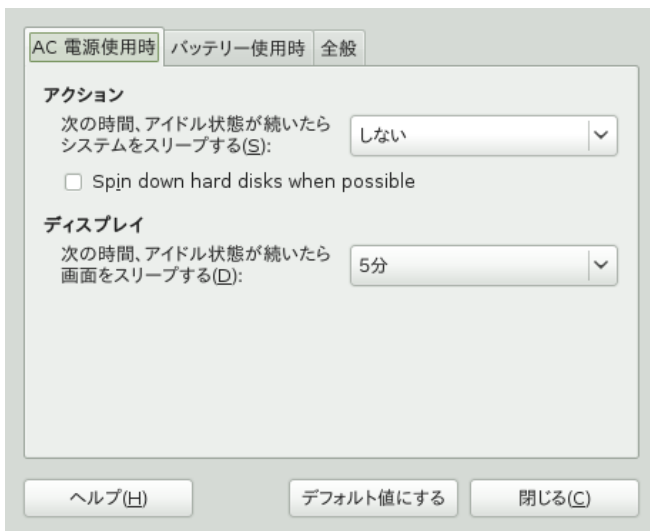 AC 電源使用時 バッテリー使用時 全般
アクション
次の時間、アイドル状態が続いたら
システムをスリープする(S):
しない
Spin down hard disks when possible
ディスプレイ
次の時間、アイドル状態が続いたら
画面をスリープする(D):
5分
ヘルプ(H) デフォルト値にする 閉じる(C)